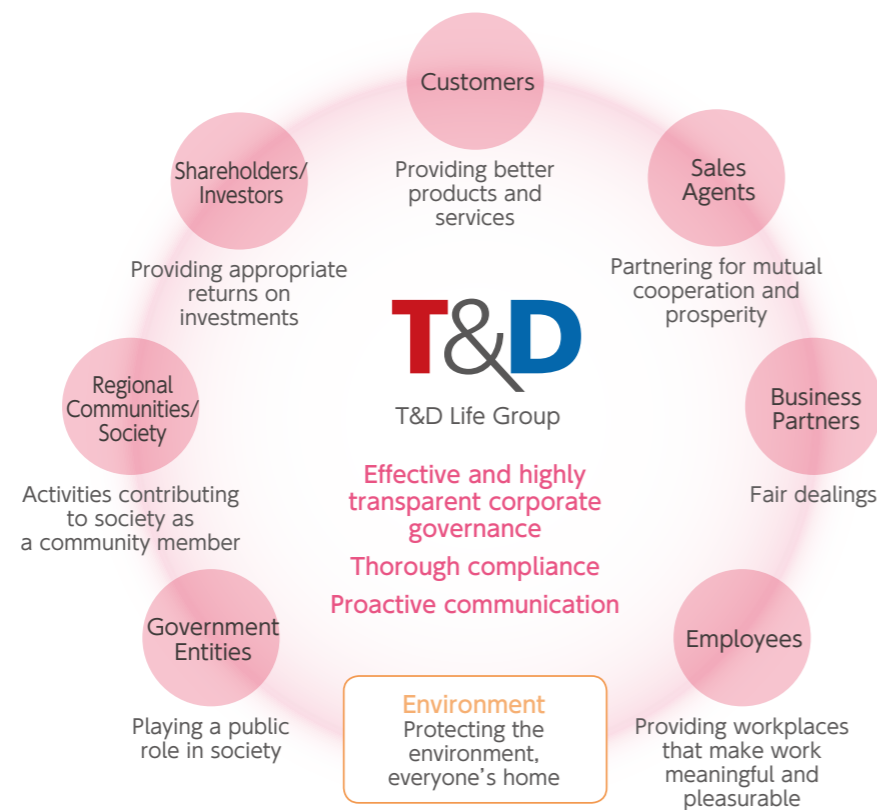 Customers
Providing better
products and
services
Shareholders/
Investors
Providing appropriate
returns on
investments
Sales
Agents
Partnering for mutual
cooperation and
prosperity
T&D
T&D Life Group
Regional
Communities/
Society
Activities contributing
to society as
a community member
Business
Partners
Fair dealings
Effective and highly
transparent corporate
governance
Thorough compliance
Proactive communication
Government
Entities
Playing a public
role in society
Employees
Providing workplaces
that make work
meaningful and
pleasurable
Environment
Protecting the
environment,
everyone’s home